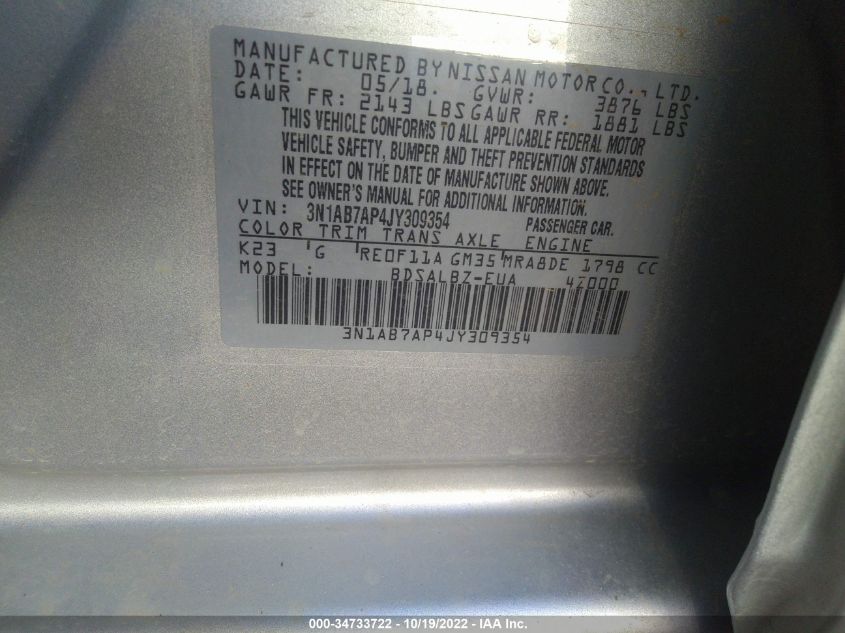 MANUFACTURED BY NISSAN MOTOR CO., LTD.
DATE: 05/18. GVWR: 3876 LBS
GAWR FR: 2143 LBS GAWR RR: 1881 LBS
THIS VEHICLE CONFORMS TO ALL APPLICABLE FEDERAL MOTOR
VEHICLE SAFETY, BUMPER AND THEFT PREVENTION STANDARDS
IN EFFECT ON THE DATE OF MANUFACTURE SHOWN ABOVE.
SEE OWNER'S MANUAL FOR ADDITIONAL INFORMATION.
VIN: 3N1AB7AP4JY309354 PASSENGER CAR.
COLOR TRIM TRANS AXLE ENGINE
K23 G RE0F11A GM35 MRA8DE 1798 CC
MODEL: BDSALBZ-EUA 4Z000
3N1AB7AP4JY309354
000-34733722 - 10/19/2022 - IAA Inc.